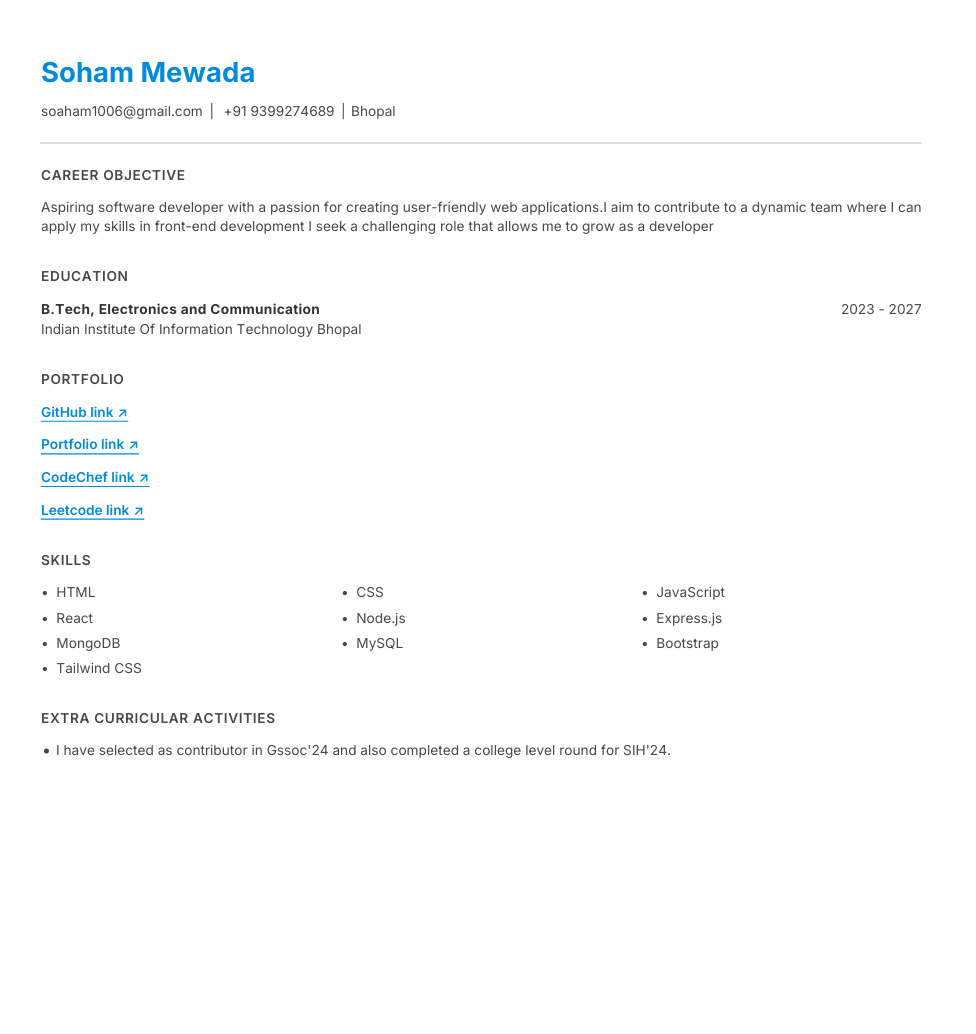 Soham Mewada
soaham1006@gmail.com | +91 9399274689 | Bhopal
CAREER OBJECTIVE
Aspiring software developer with a passion for creating user-friendly web applications.I aim to contribute to a dynamic team where I can
apply my skills in front-end development I seek a challenging role that allows me to grow as a developer
EDUCATION
B.Tech, Electronics and Communication 2023 - 2027
Indian Institute Of Information Technology Bhopal
PORTFOLIO
GitHub link ↗
Portfolio link ↗
CodeChef link ↗
Leetcode link ↗
SKILLS
• HTML • CSS • JavaScript
• React • Node.js • Express.js
• MongoDB • MySQL • Bootstrap
• Tailwind CSS
EXTRA CURRICULAR ACTIVITIES
• I have selected as contributor in Gssoc'24 and also completed a college level round for SIH'24.